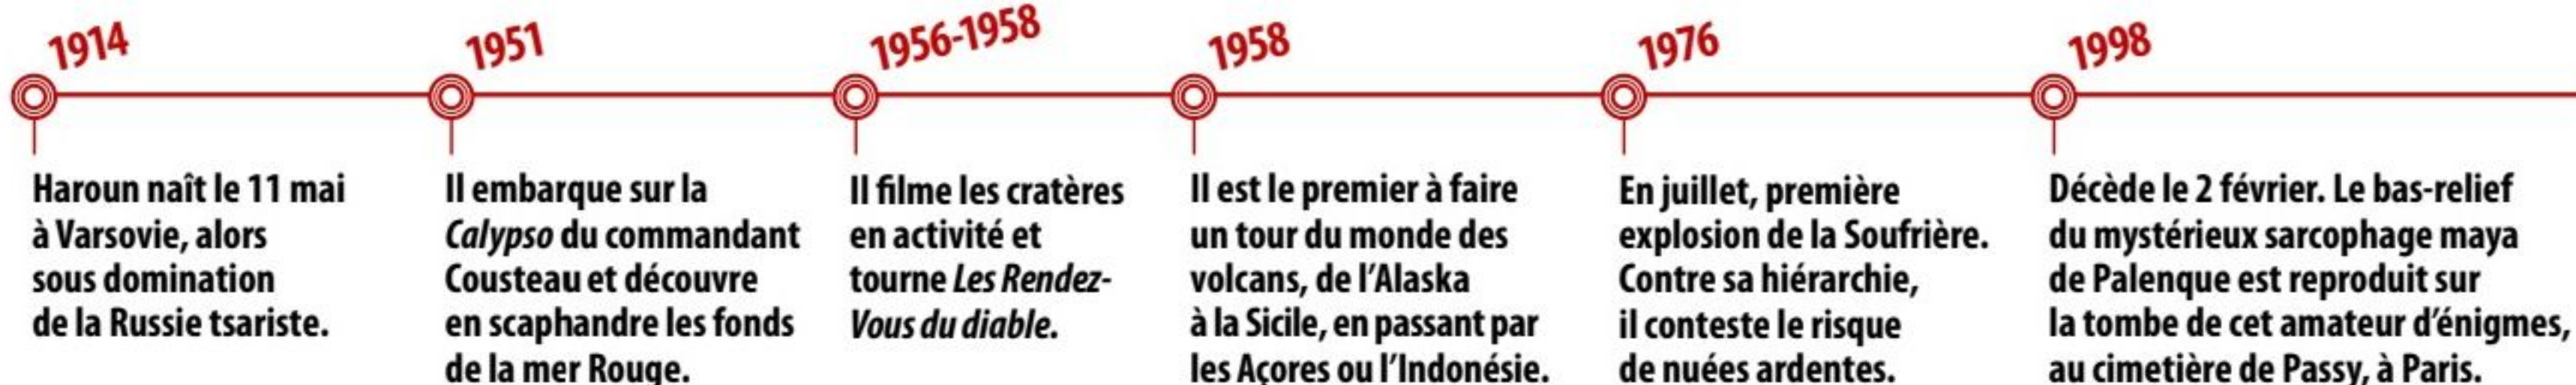 1914
Haroun naît le 11 mai
à Varsovie, alors
sous domination
de la Russie tsariste.
1951
Il embarque sur la
Calypso du commandant
Cousteau et découvre
en scaphandre les fonds
de la mer Rouge.
1956-1958
Il filme les cratères
en activité et
tourne Les Rendez-
Vous du diable.
1958
Il est le premier à faire
un tour du monde des
volcans, de l'Alaska
à la Sicile, en passant par
les Açores ou l'Indonésie.
1976
En juillet, première
explosion de la Soufrière.
Contre sa hiérarchie,
il conteste le risque
de nuées ardentes.
1998
Décède le 2 février. Le bas-relief
du mystérieux sarcophage maya
de Palenque est reproduit sur
la tombe de cet amateur d'énigmes,
au cimetière de Passy, à Paris.